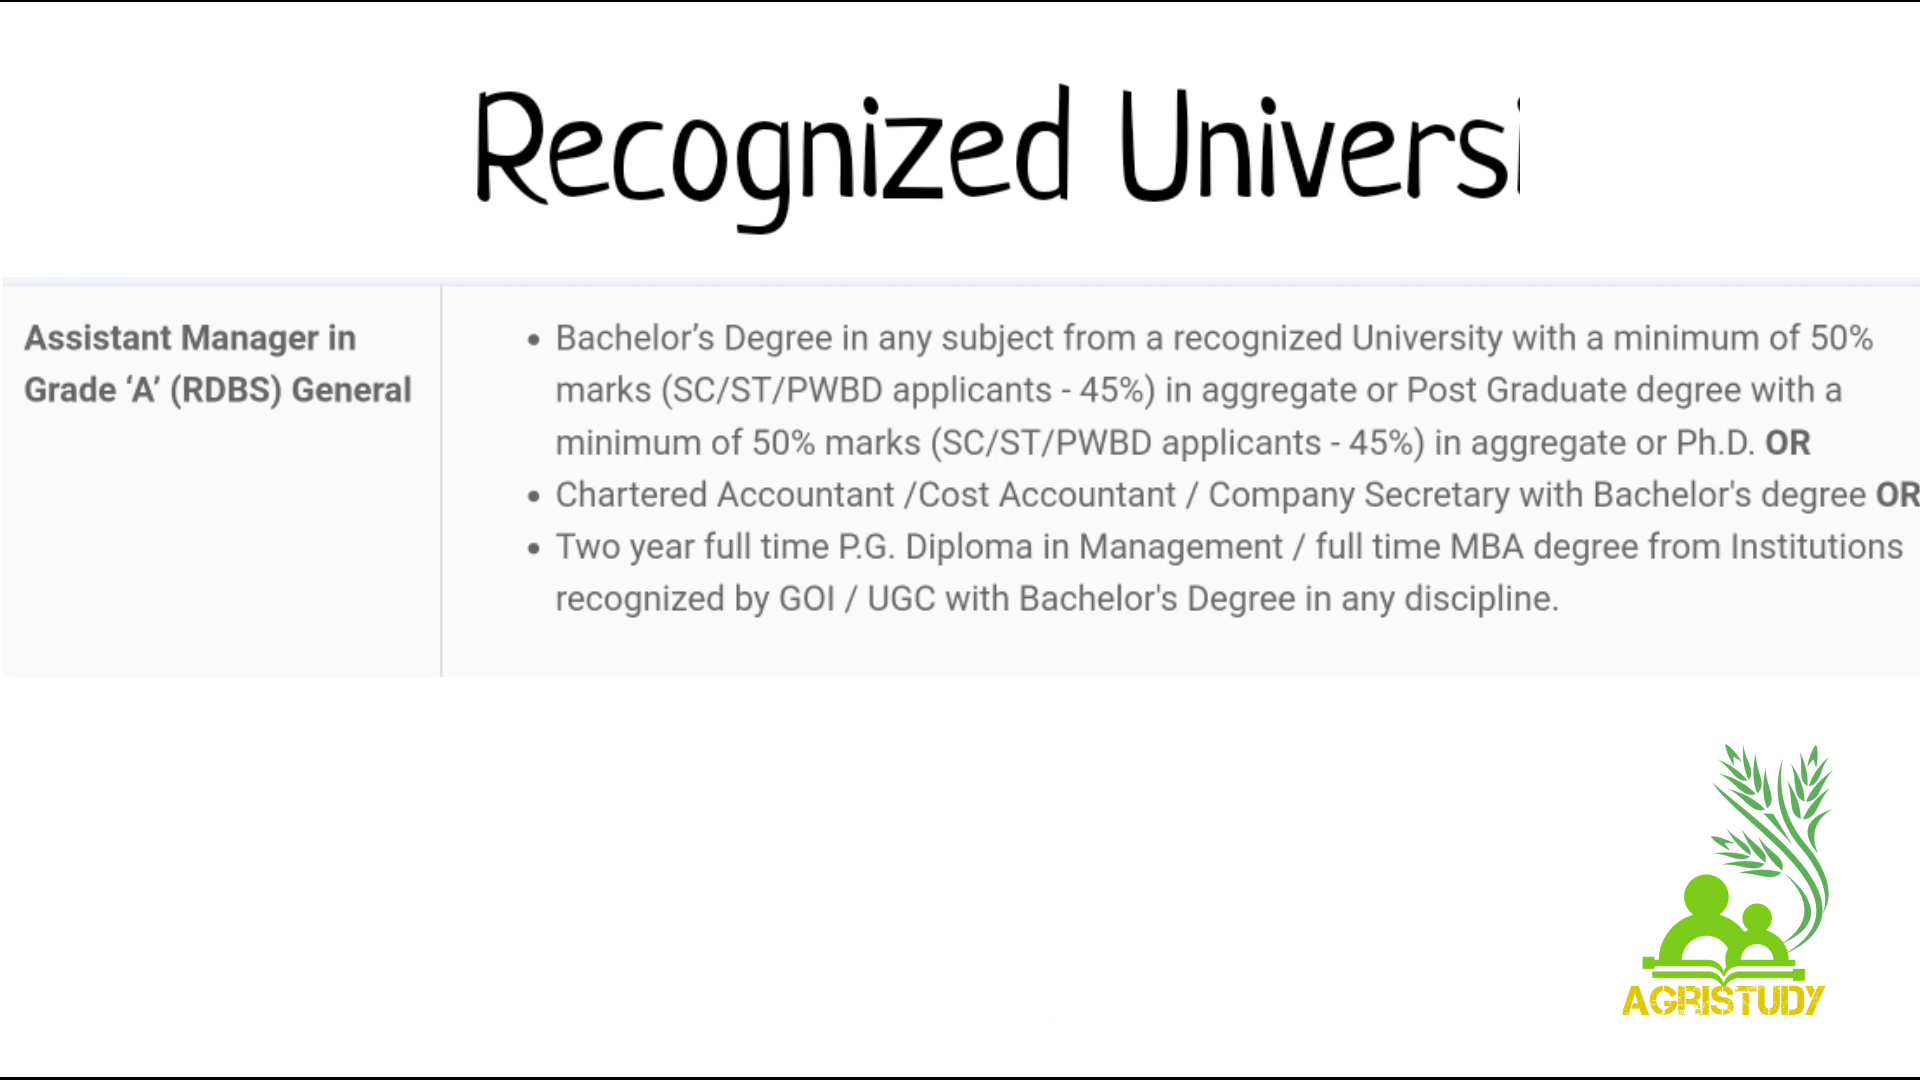 Recognized Universi
Assistant Manager in
Grade ‘A’ (RDBS) General
• Bachelor’s Degree in any subject from a recognized University with a minimum of 50%
marks (SC/ST/PWBD applicants - 45%) in aggregate or Post Graduate degree with a
minimum of 50% marks (SC/ST/PWBD applicants - 45%) in aggregate or Ph.D. OR
• Chartered Accountant /Cost Accountant / Company Secretary with Bachelor's degree OR
• Two year full time P.G. Diploma in Management / full time MBA degree from Institutions
recognized by GOI / UGC with Bachelor's Degree in any discipline.
AGRISTUDY